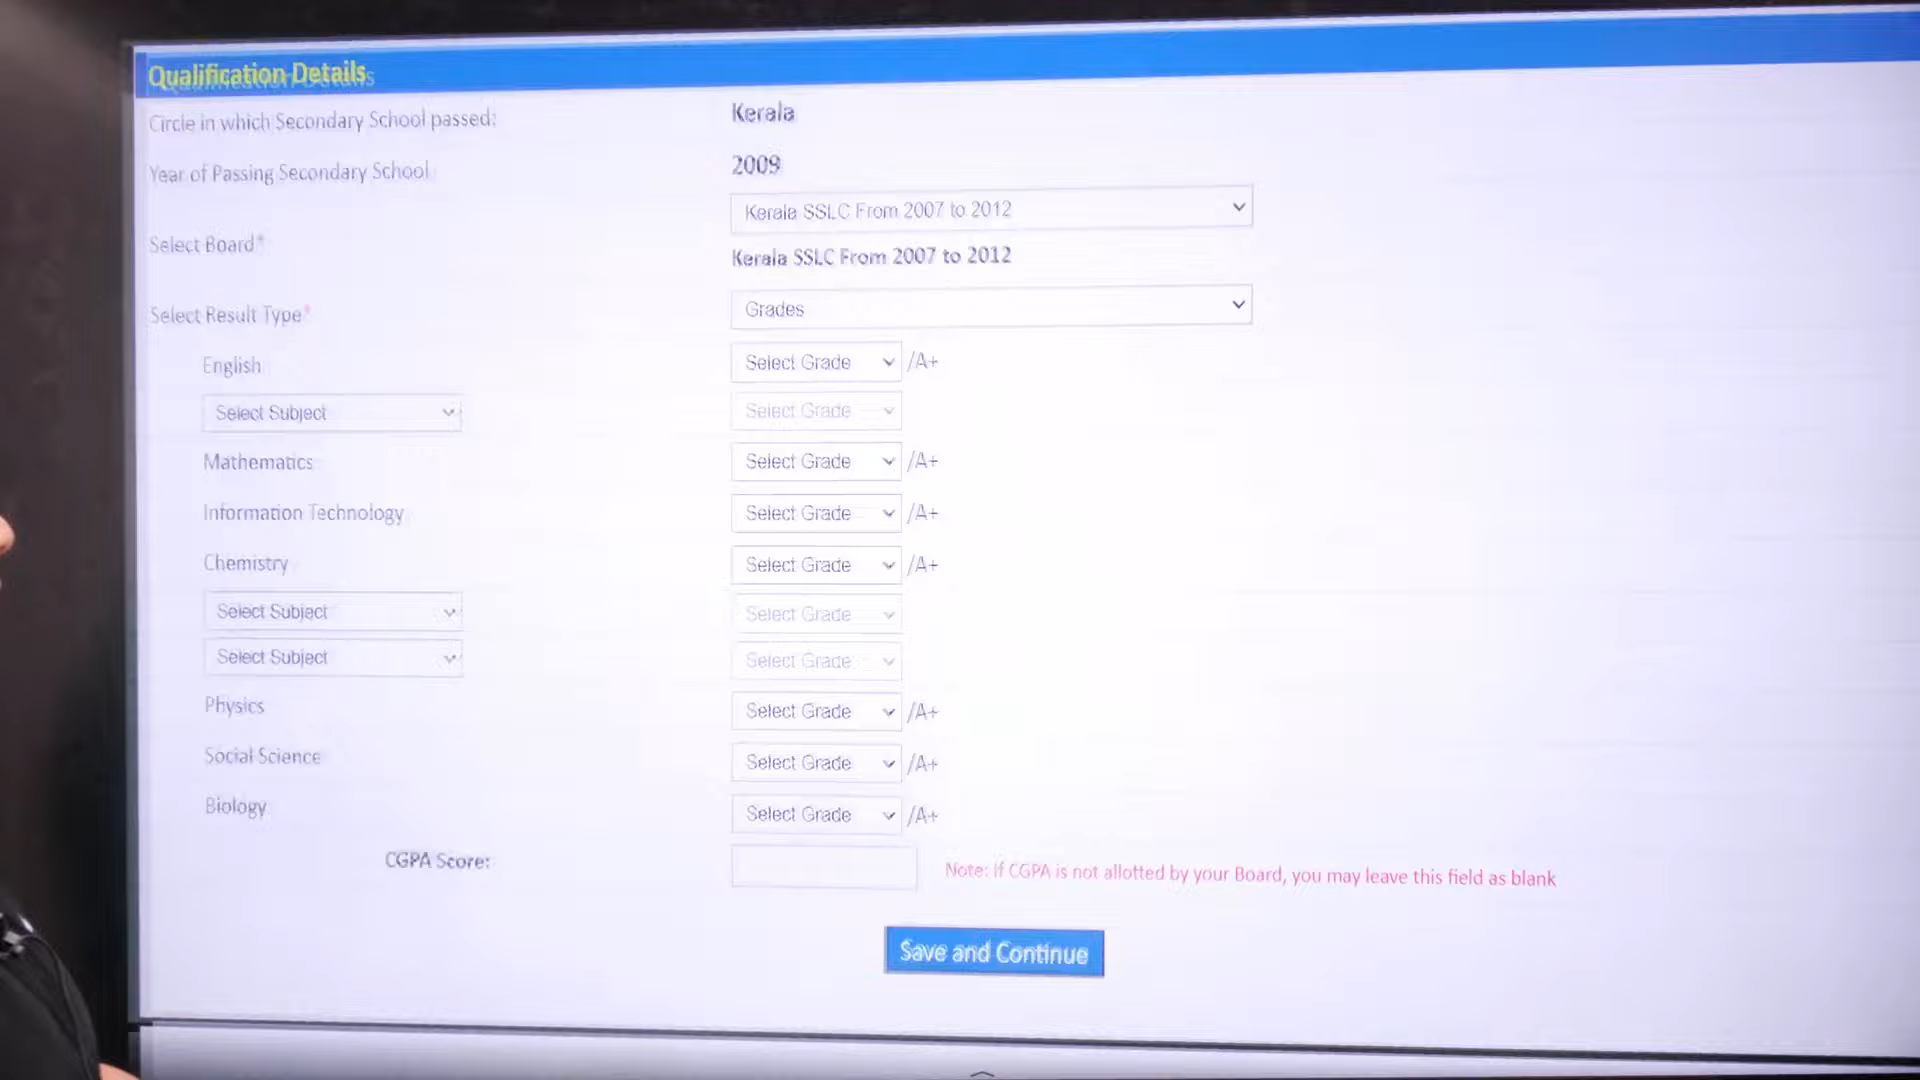 Qualification Details
Circle in which Secondary School passed: Kerala
Year of Passing Secondary School 2009
Kerala SSLC From 2007 to 2012
Select Board*
Kerala SSLC From 2007 to 2012
Select Result Type* Grades
English Select Grade /A+
Select Subject Select Grade
Mathematics Select Grade /A+
Information Technology Select Grade /A+
Chemistry Select Grade /A+
Select Subject Select Grade
Select Subject Select Grade
Physics Select Grade /A+
Social Science Select Grade /A+
Biology Select Grade /A+
CGPA Score: Note: If CGPA is not allotted by your Board, you may leave this field as blank
Save and Continue